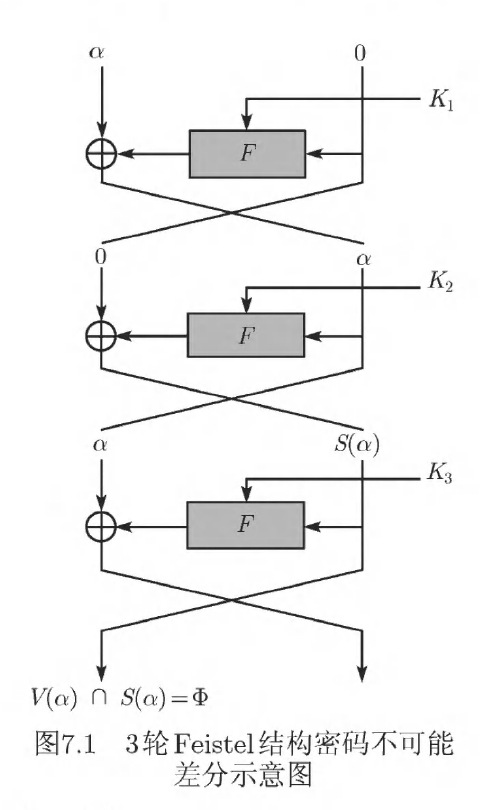 α 0
K₁
F
0 α
K₂
F
α S(α)
K₃
F
V(α) ∩ S(α)=Φ
图7.1 3轮Feistel结构密码不可能
差分示意图